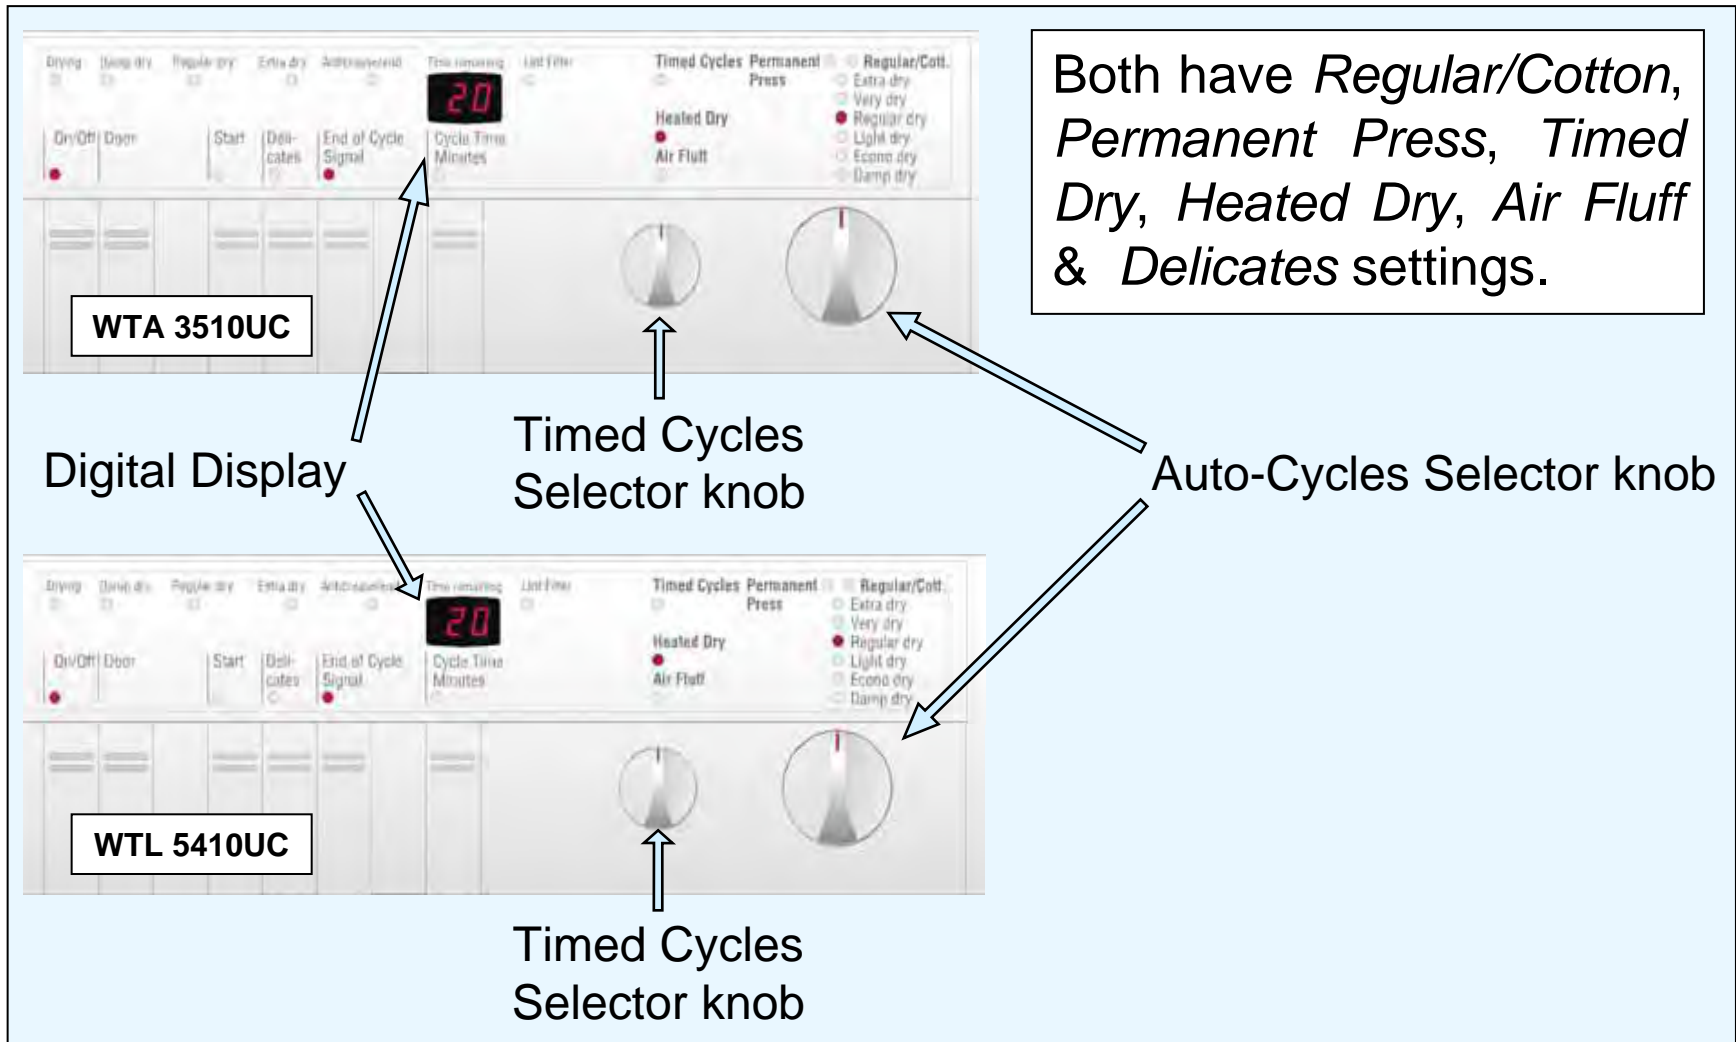 Drying Damp dry Regular dry Extra dry Anticrease/end Time remaining Lint Filter
20
On/Off Door Start Deli- End of Cycle Cycle Time
cates Signal Minutes
Timed Cycles Permanent Regular/Cott.
Press Extra dry
Very dry
Heated Dry Regular dry
Light dry
Air Fluff Econo dry
Damp dry
WTA 3510UC
Both have Regular/Cotton,
Permanent Press, Timed
Dry, Heated Dry, Air Fluff
& Delicates settings.
Digital Display
Timed Cycles
Selector knob
Auto-Cycles Selector knob
Drying Damp dry Regular dry Extra dry Anticrease/end Time remaining Lint Filter
20
On/Off Door Start Deli- End of Cycle Cycle Time
cates Signal Minutes
Timed Cycles Permanent Regular/Cott.
Press Extra dry
Very dry
Heated Dry Regular dry
Light dry
Air Fluff Econo dry
Damp dry
WTL 5410UC
Timed Cycles
Selector knob